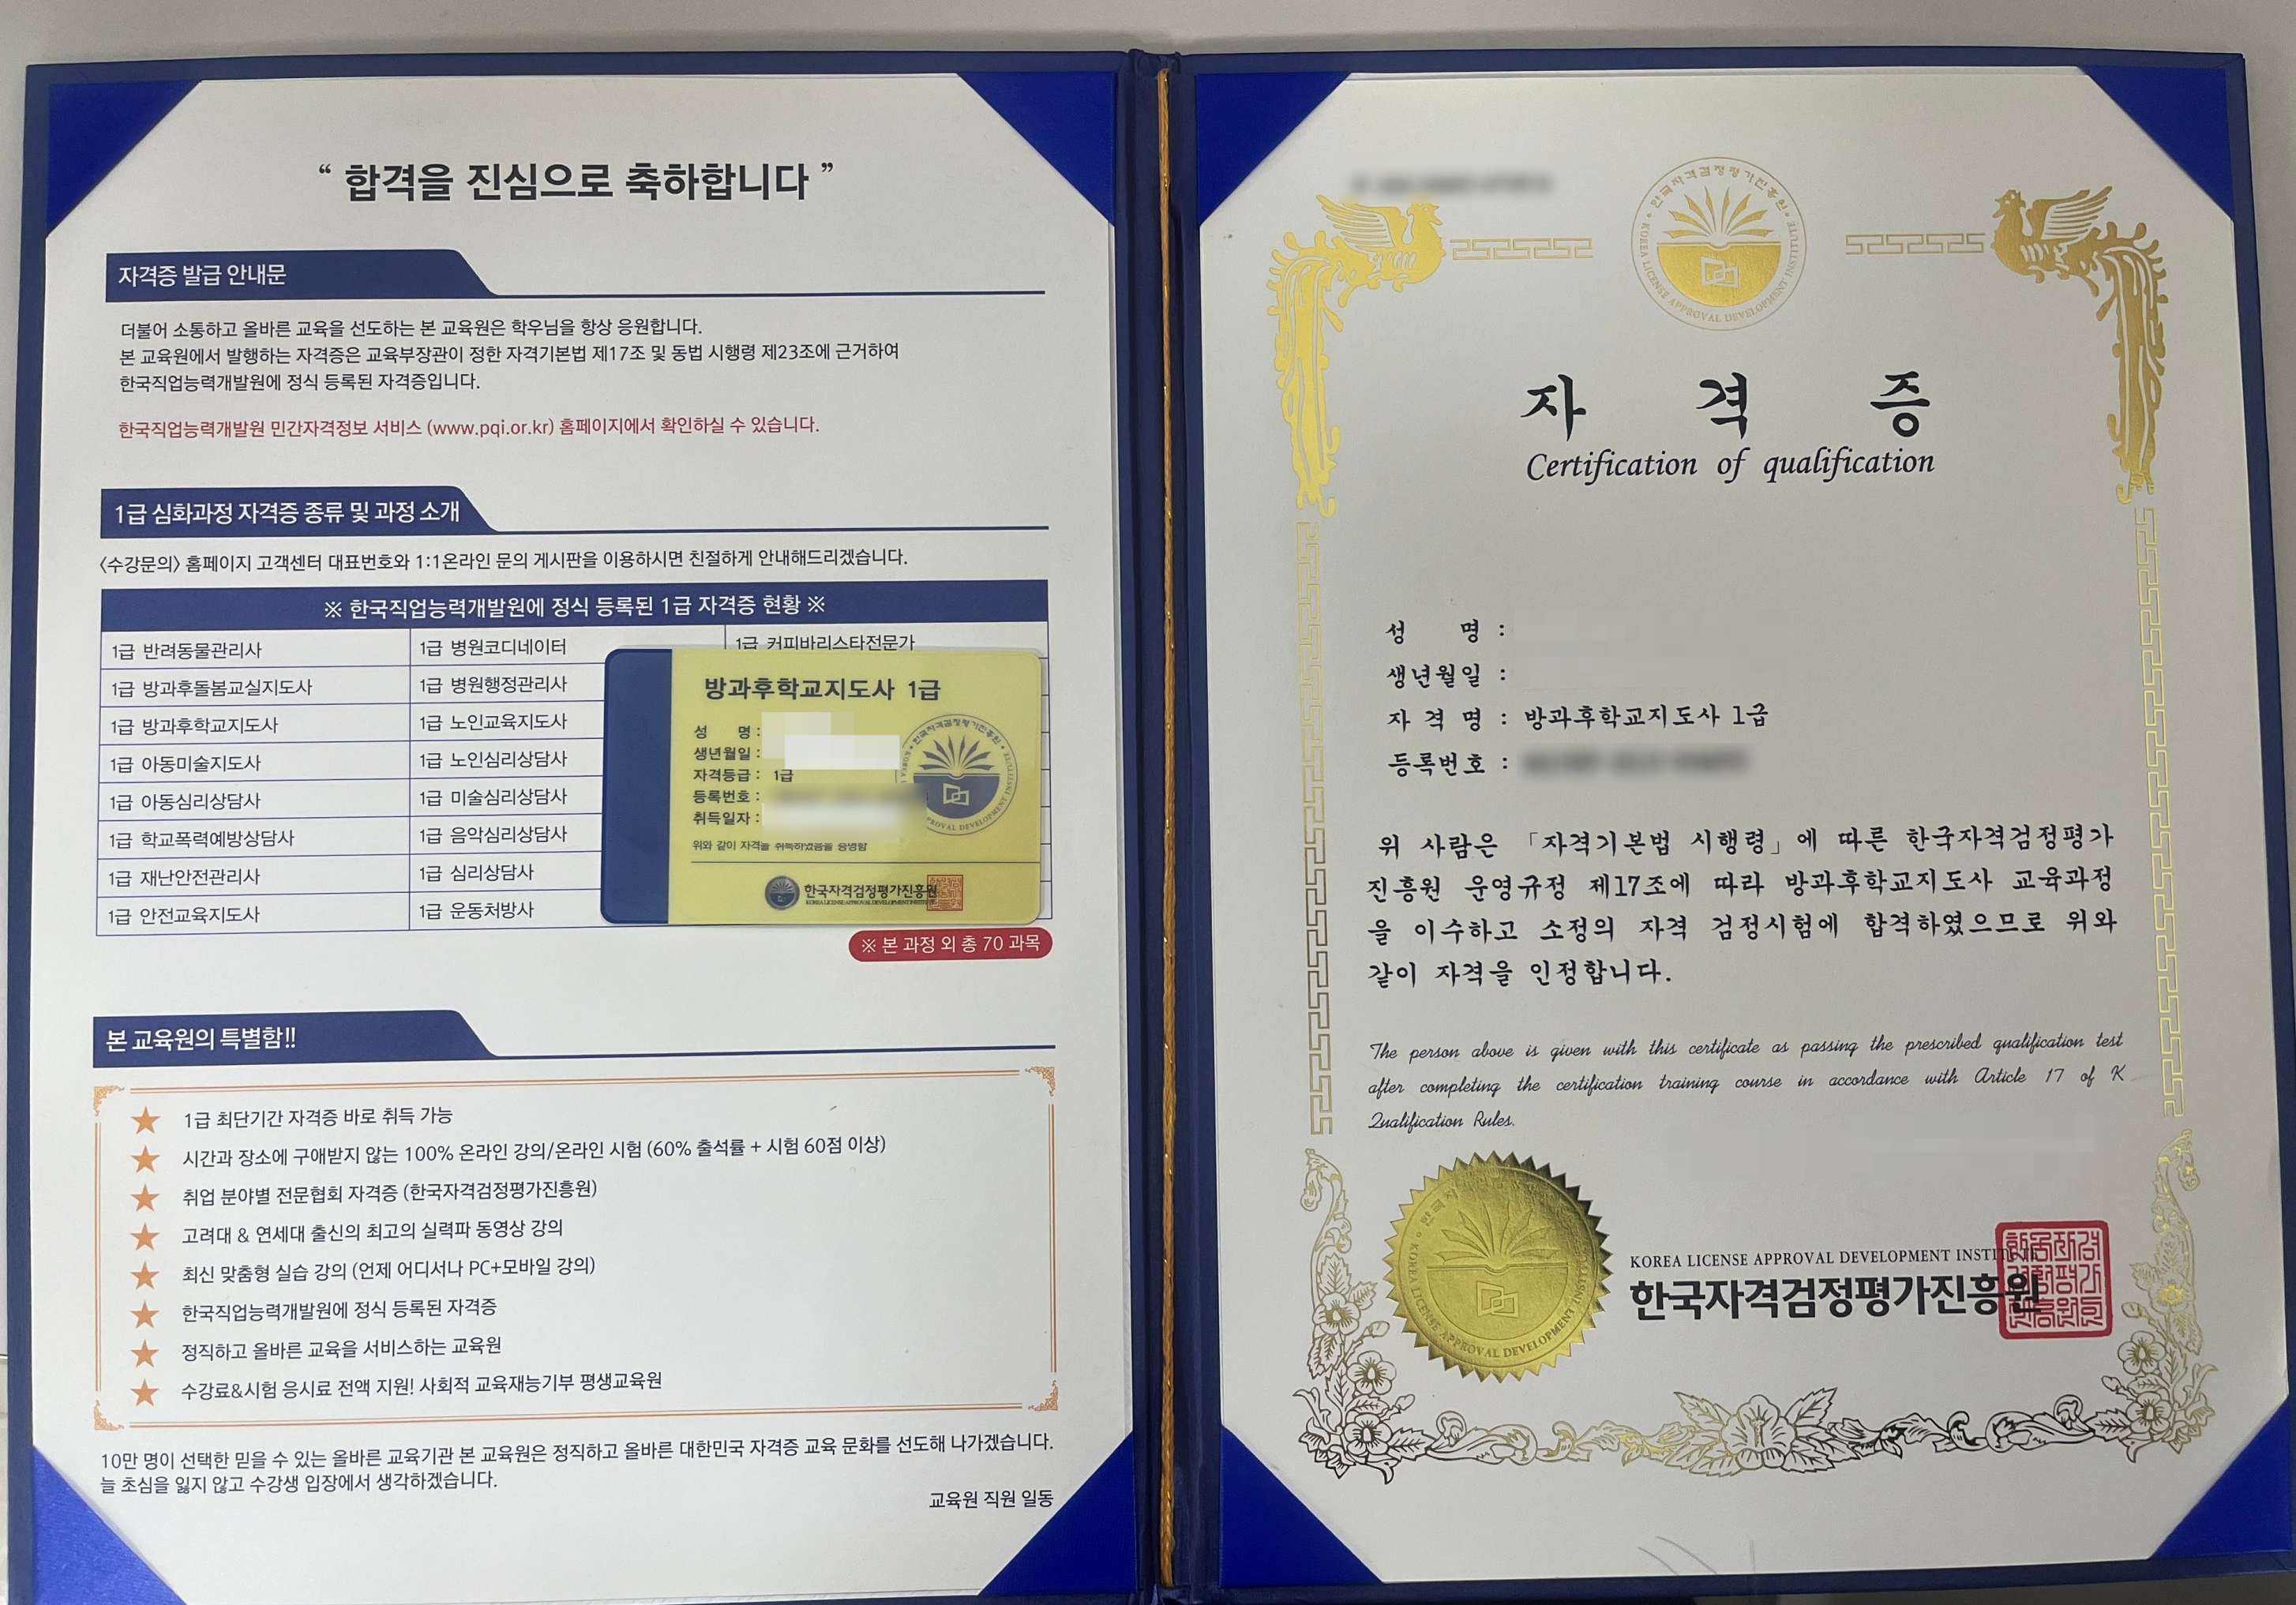 “ 합격을 진심으로 축하합니다 ”
자격증 발급 안내문
더불어 소통하고 올바른 교육을 선도하는 본 교육원은 학우님을 항상 응원합니다.
본 교육원에서 발행하는 자격증은 교육부장관이 정한 자격기본법 제17조 및 동법 시행령 제23조에 근거하여
한국직업능력개발원에 정식 등록된 자격증입니다.
한국직업능력개발원 민간자격정보 서비스 (www.pqi.or.kr) 홈페이지에서 확인하실 수 있습니다.
1급 심화과정 자격증 종류 및 과정 소개
〈수강문의〉 홈페이지 고객센터 대표번호와 1:1온라인 문의 게시판을 이용하시면 친절하게 안내해드리겠습니다.
※ 한국직업능력개발원에 정식 등록된 1급 자격증 현황 ※
1급 반려동물관리사 1급 병원코디네이터 1급 커피바리스타전문가
1급 방과후돌봄교실지도사 1급 병원행정관리사
1급 방과후학교지도사 1급 노인교육지도사
1급 아동미술지도사 1급 노인심리상담사
1급 아동심리상담사 1급 미술심리상담사
1급 학교폭력예방상담사 1급 음악심리상담사
1급 재난안전관리사 1급 심리상담사
1급 안전교육지도사 1급 운동처방사
방과후학교지도사 1급
성 명 :
생년월일 :
자격등급 : 1급
등록번호 :
취득일자 :
위와 같이 자격을 취득하였음을 증명함
한국자격검정평가진흥원
KOREA LICENSE APPROVAL DEVELOPMENT INSTITUTE
※ 본 과정 외 총 70 과목
본 교육원의 특별함!!
★ 1급 최단기간 자격증 바로 취득 가능
★ 시간과 장소에 구애받지 않는 100% 온라인 강의/온라인 시험 (60% 출석률 + 시험 60점 이상)
★ 취업 분야별 전문협회 자격증 (한국자격검정평가진흥원)
★ 고려대 & 연세대 출신의 최고의 실력파 동영상 강의
★ 최신 맞춤형 실습 강의 (언제 어디서나 PC+모바일 강의)
★ 한국직업능력개발원에 정식 등록된 자격증
★ 정직하고 올바른 교육을 서비스하는 교육원
★ 수강료&시험 응시료 전액 지원! 사회적 교육재능기부 평생교육원
10만 명이 선택한 믿을 수 있는 올바른 교육기관 본 교육원은 정직하고 올바른 대한민국 자격증 교육 문화를 선도해 나가겠습니다.
늘 초심을 잃지 않고 수강생 입장에서 생각하겠습니다.
교육원 직원 일동
한국자격검정평가진흥원
KOREA LICENSE APPROVAL DEVELOPMENT INSTITUTE
자 격 증
Certification of qualification
성 명 :
생년월일 :
자 격 명 : 방과후학교지도사 1급
등록번호 :
위 사람은 「자격기본법 시행령」에 따른 한국자격검정평가
진흥원 운영규정 제17조에 따라 방과후학교지도사 교육과정
을 이수하고 소정의 자격 검정시험에 합격하였으므로 위와
같이 자격을 인정합니다.
The person above is given with this certificate as passing the prescribed qualification test
after completing the certification training course in accordance with Article 17 of K
Qualification Rules.
KOREA LICENSE APPROVAL DEVELOPMENT INSTITUTE
KOREA LICENSE APPROVAL DEVELOPMENT INSTITUTE
한국자격검정평가진흥원